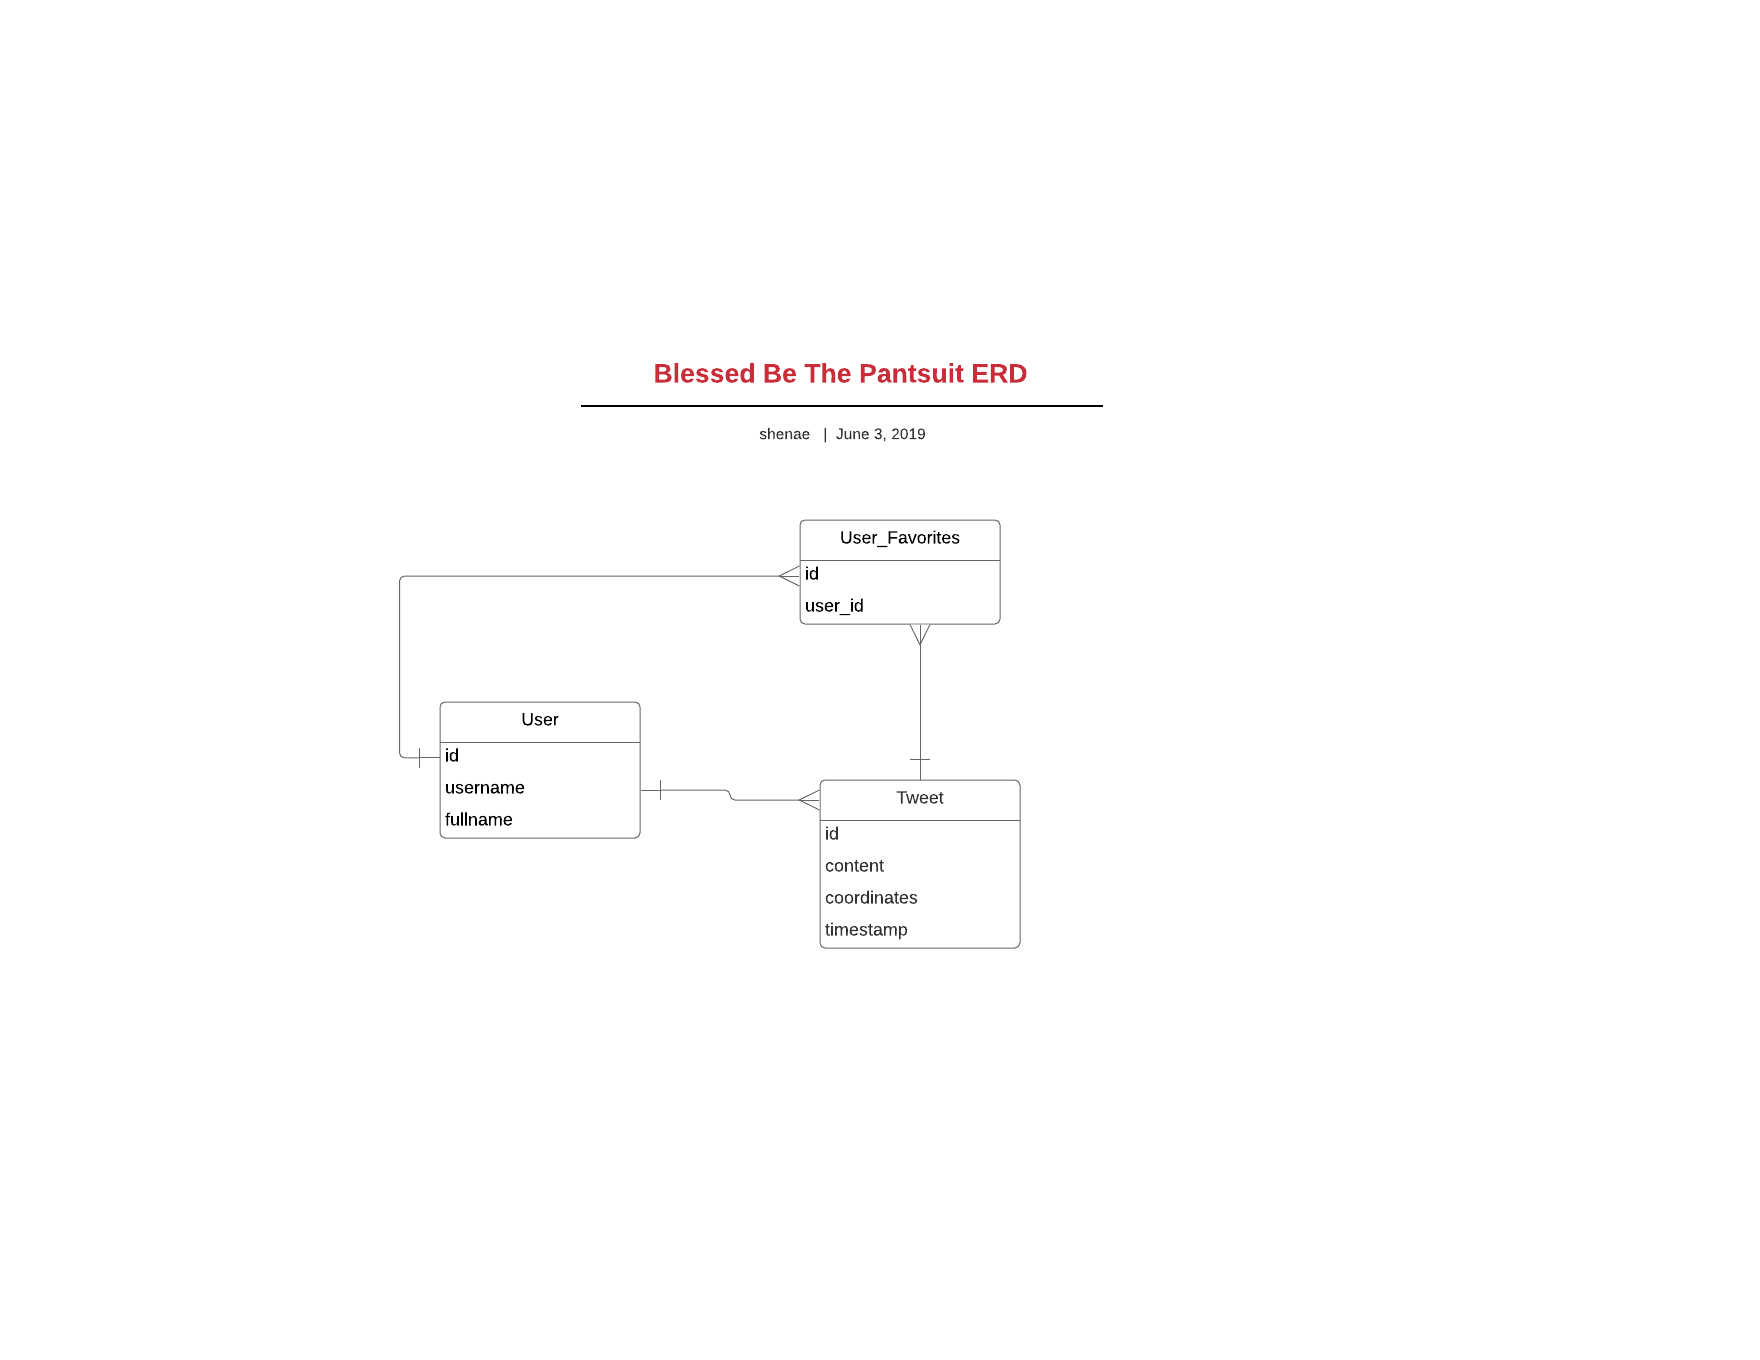 Blessed Be The Pantsuit ERD
shenae | June 3, 2019
User_Favorites
id
user_id
User
id
username
fullname
Tweet
id
content
coordinates
timestamp